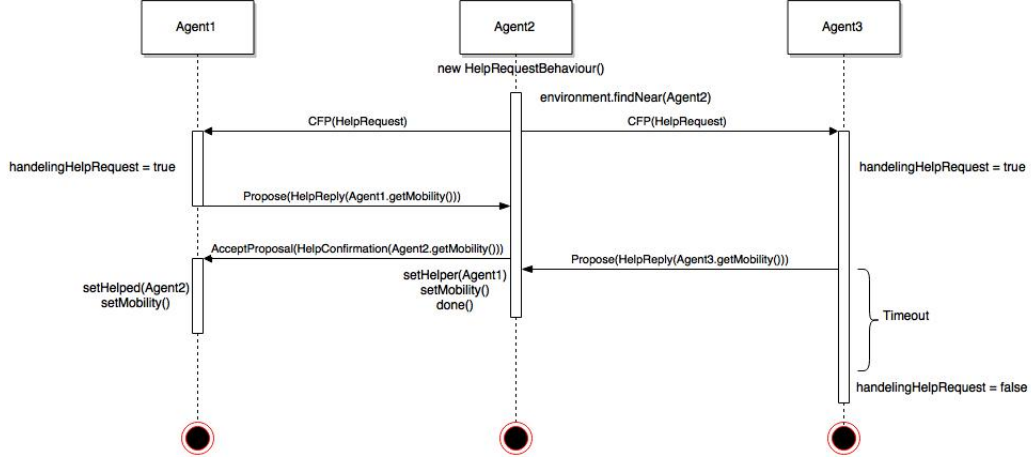 Agent1
Agent2
Agent3
new HelpRequestBehaviour()
environment.findNear(Agent2)
CFP(HelpRequest)
CFP(HelpRequest)
handelingHelpRequest = true
handelingHelpRequest = true
Propose(HelpReply(Agent1.getMobility()))
AcceptProposal(HelpConfirmation(Agent2.getMobility()))
Propose(HelpReply(Agent3.getMobility()))
setHelped(Agent2)
setMobility()
setHelper(Agent1)
setMobility()
done()
Timeout
handelingHelpRequest = false